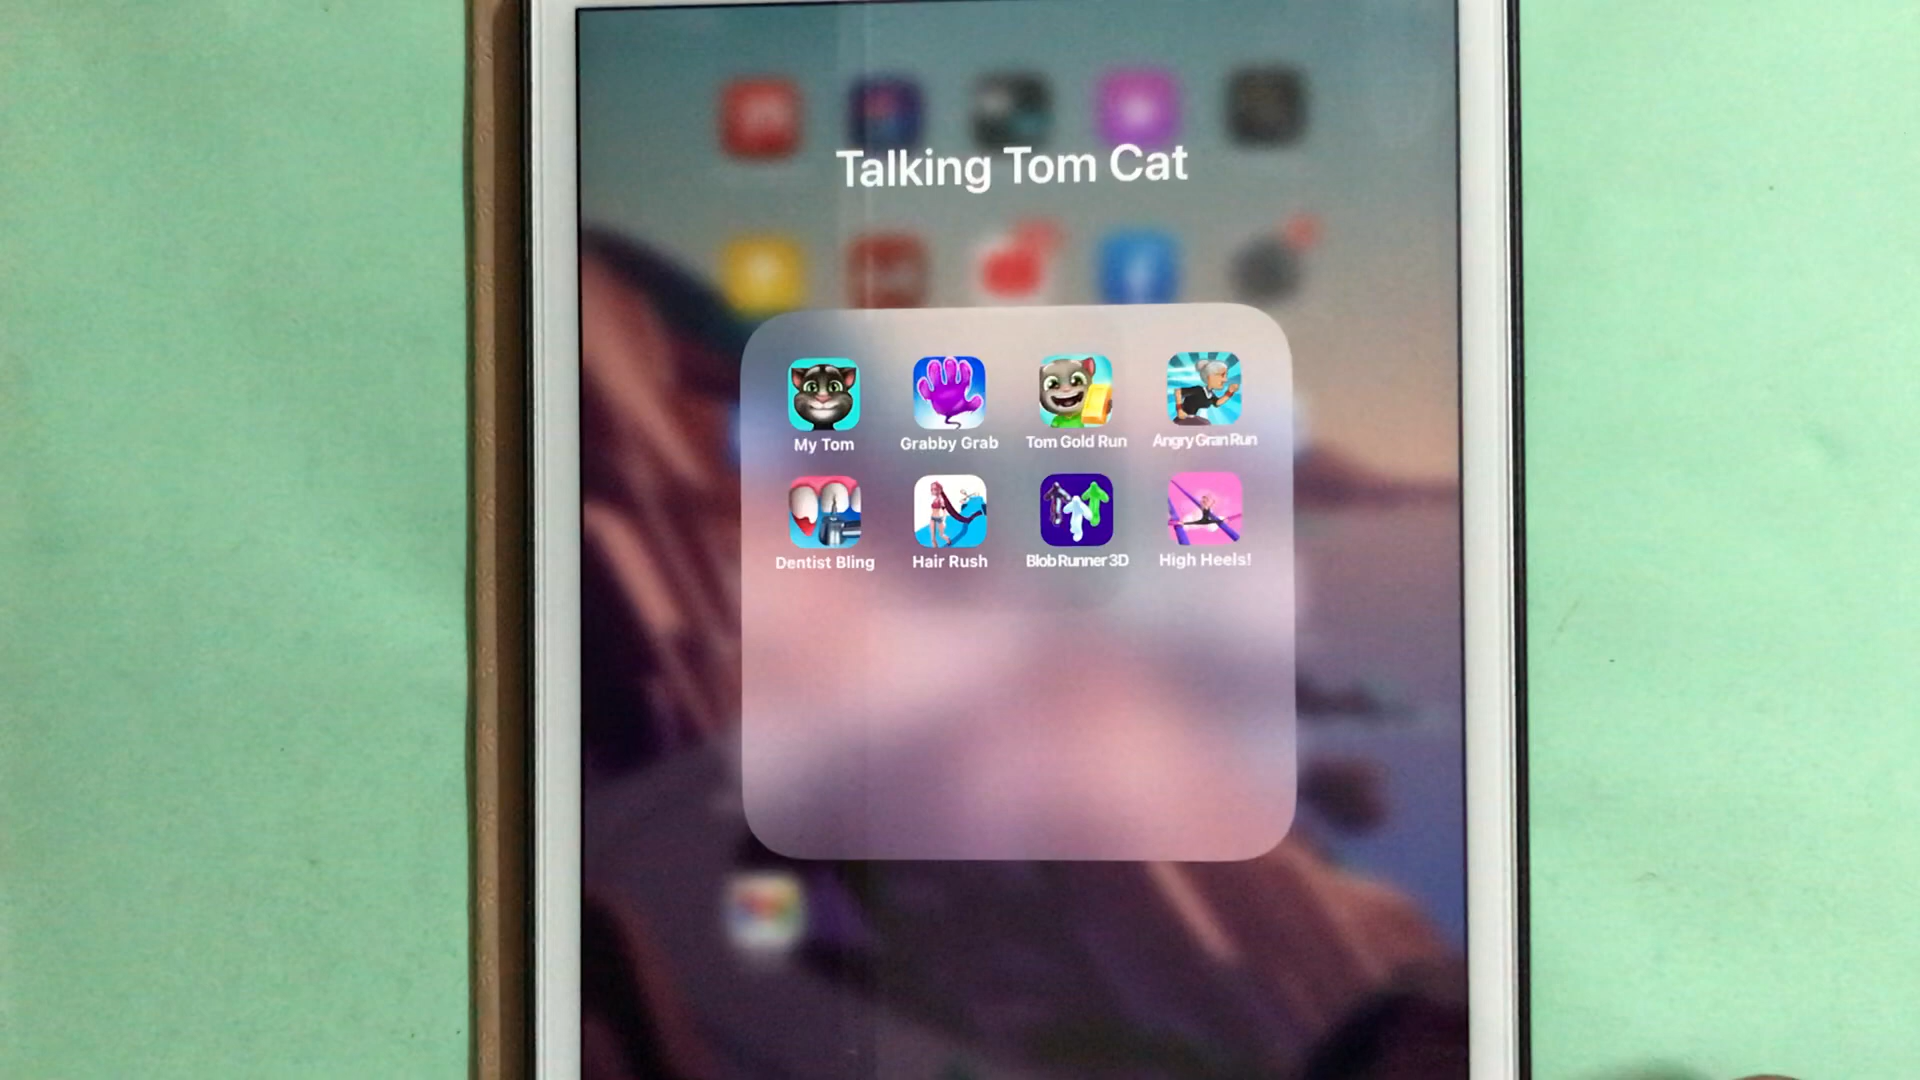 Talking Tom Cat
My Tom
Grabby Grab
Tom Gold Run
Angry Gran Run
Dentist Bling
Hair Rush
Blob Runner 3D
High Heels!